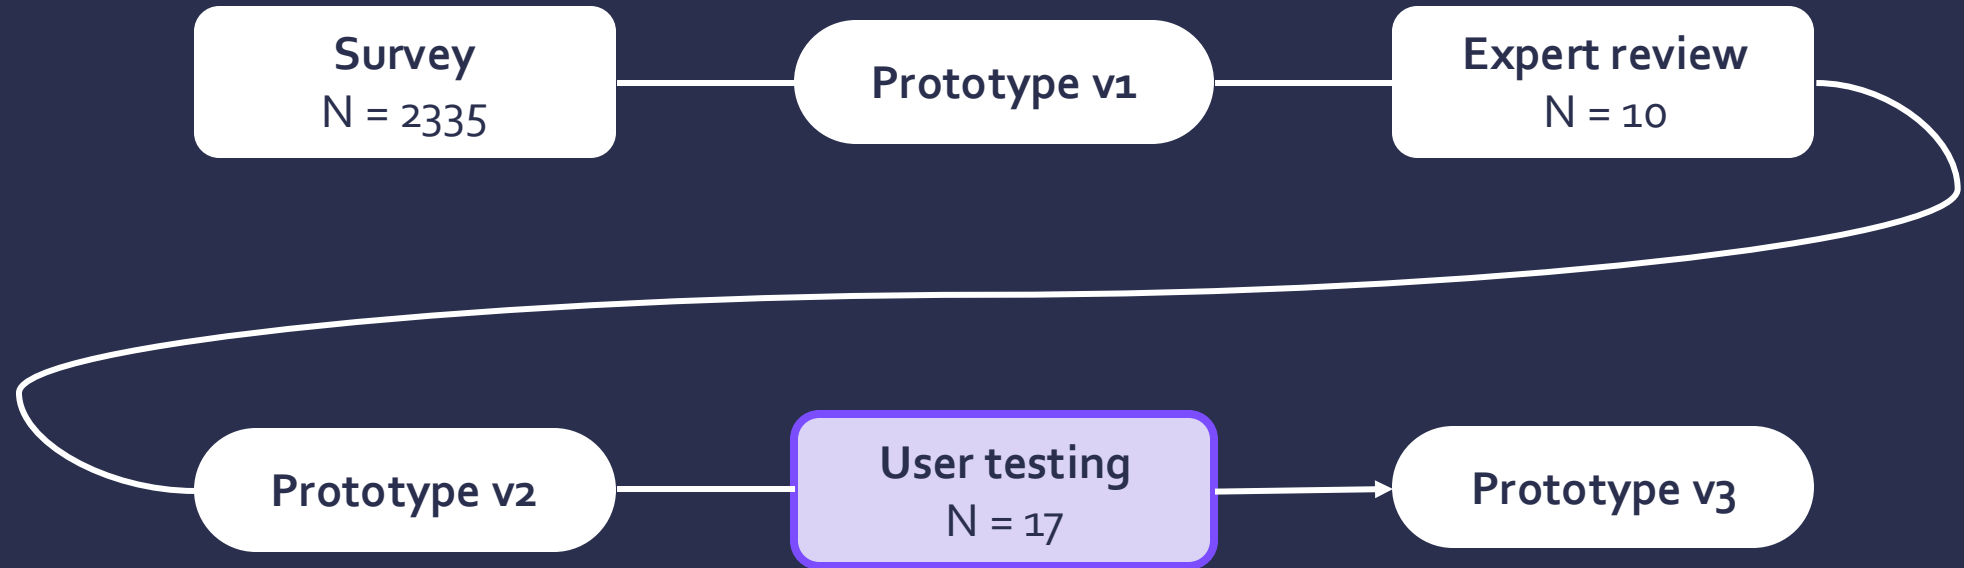 Survey
N = 2335
Prototype v1
Expert review
N = 10
Prototype v2
User testing
N = 17
Prototype v3